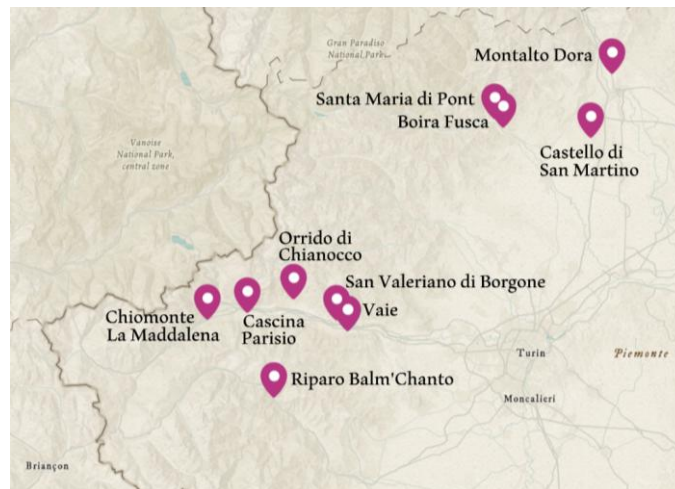 Gran Paradiso
National Park
Montalto Dora
Santa Maria di Pont
Boira Fusca
Vanoise
National Park,
central zone
Castello di
San Martino
Orrido di
Chianocco
San Valeriano di Borgone
Chiomonte
La Maddalena
Cascina
Parisio
Vaie
Turin
Piemonte
Riparo Balm'Chanto
Moncalieri
Briançon